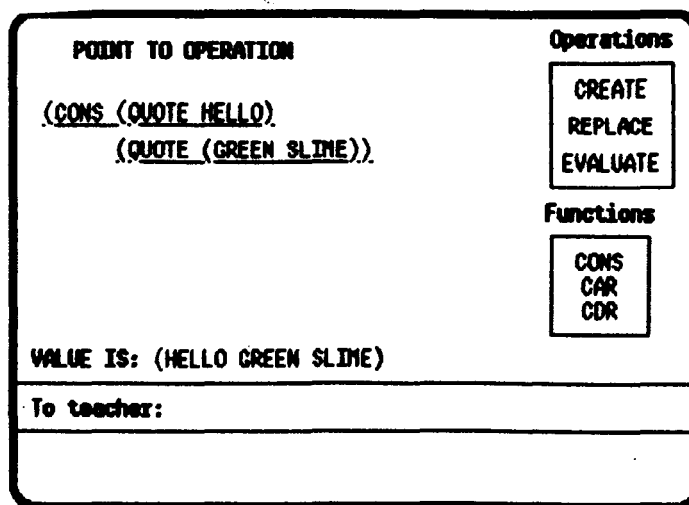 POINT TO OPERATION
(CONS (QUOTE HELLO)
(QUOTE (GREEN SLIME))
VALUE IS: (HELLO GREEN SLIME)
Operations
CREATE
REPLACE
EVALUATE
Functions
CONS
CAR
CDR
To teacher: